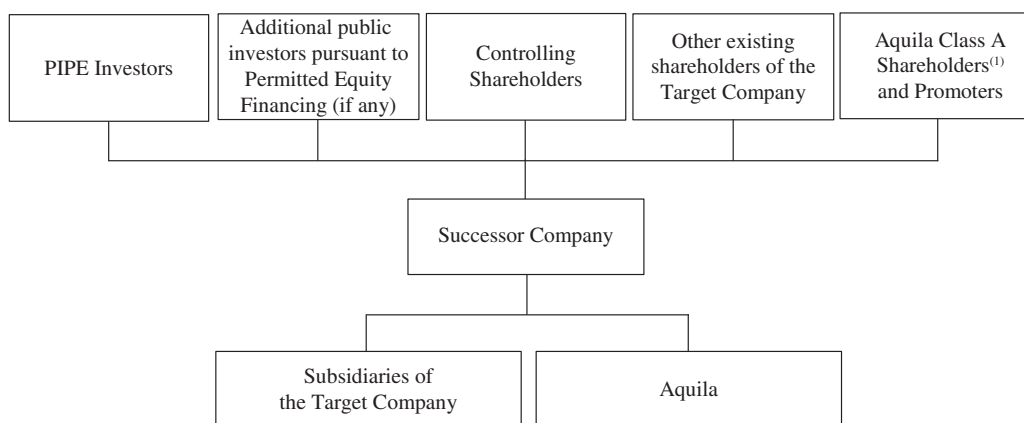 PIPE Investors
Additional public
investors pursuant to
Permitted Equity
Financing (if any)
Controlling
Shareholders
Other existing
shareholders of the
Target Company
Aquila Class A
Shareholders(1)
and Promoters
Successor Company
Subsidiaries of
the Target Company
Aquila